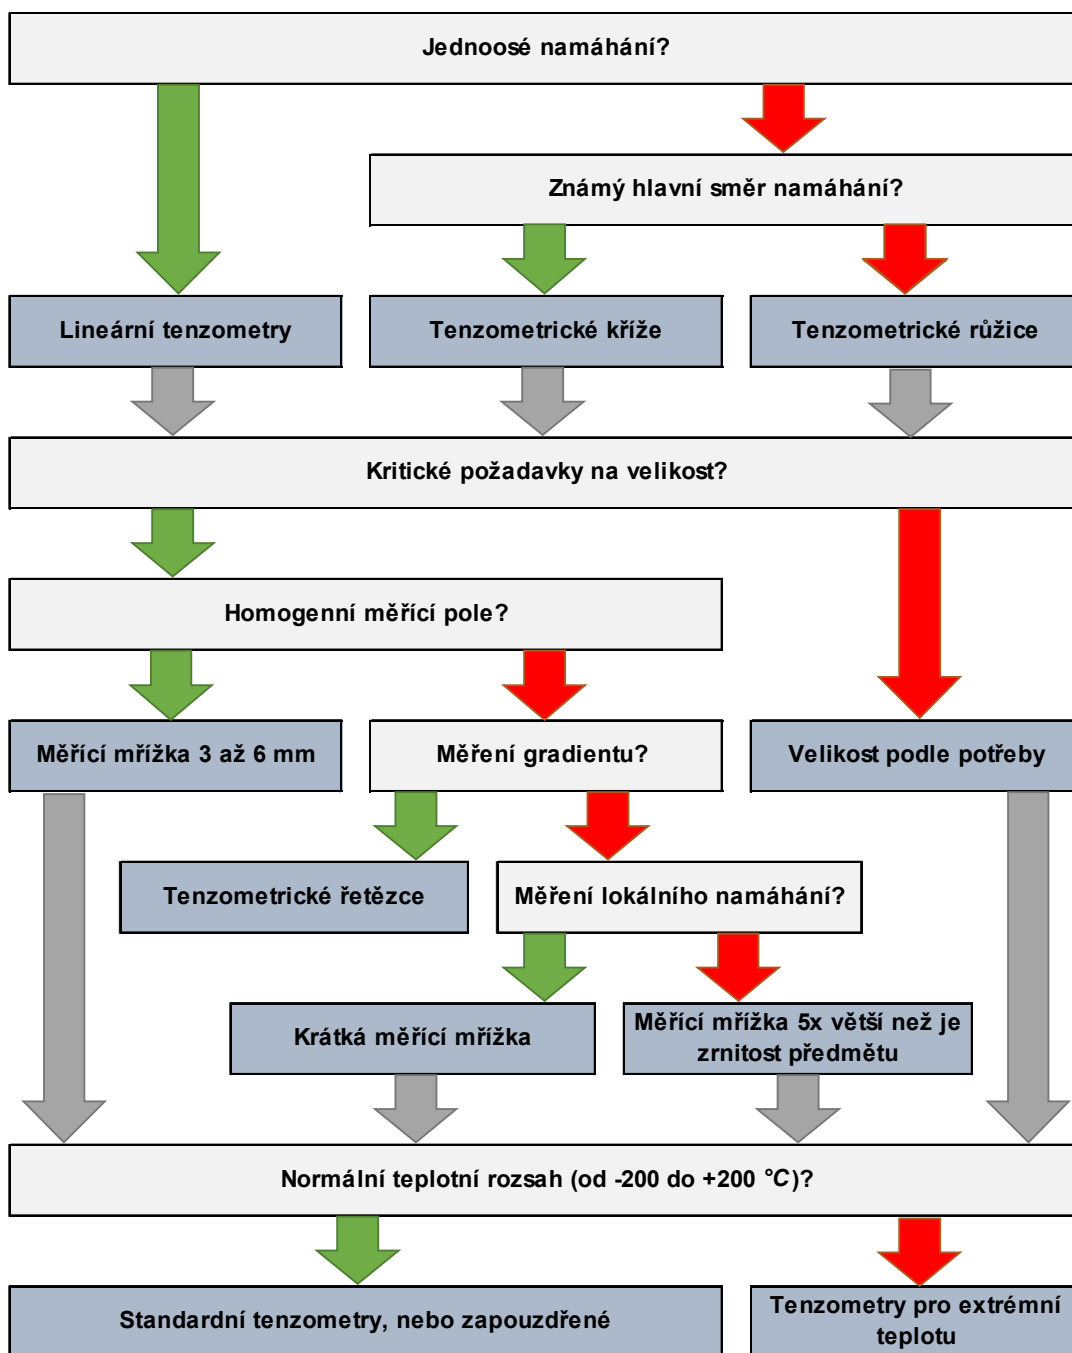 Jednoosé namáhání?
Známý hlavní směr namáhání?
Lineární tenzometry
Tenzometrické kříže
Tenzometrické růžice
Kritické požadavky na velikost?
Homogenní měřící pole?
Měřící mřížka 3 až 6 mm
Měření gradientu?
Velikost podle potřeby
Tenzometrické řetězce
Měření lokálního namáhání?
Krátká měřící mřížka
Měřící mřížka 5x větší než je
zrnitost předmětu
Normální teplotní rozsah (od -200 do +200 °C)?
Standardní tenzometry, nebo zapouzdřené
Tenzometry pro extrémní
teplotu